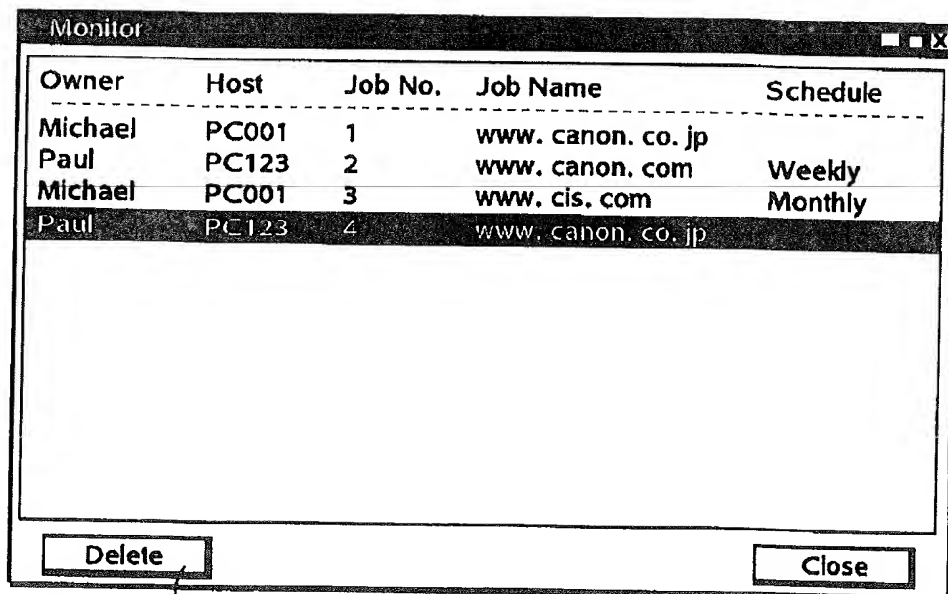 Monitor
Owner Host Job No. Job Name Schedule
Michael PC001 1 www. canon. co. jp
Paul PC123 2 www. canon. com Weekly
Michael PC001 3 www. cis. com Monthly
Paul PC123 4 www. canon. co. jp
Delete Close